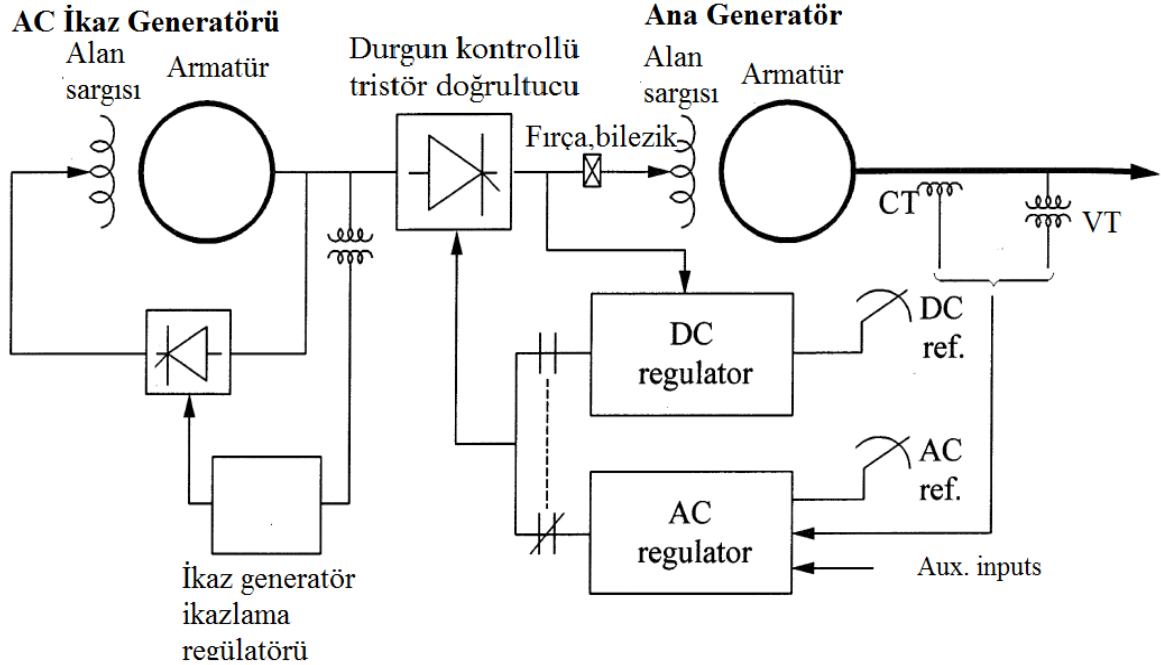 AC İkaz Generatörü
Alan
sargısı
Armatür
Durgun kontrollü
tristör doğrultucu
Ana Generatör
Alan
sargısı
Armatür
Fırça,bilezik
CT
VT
DC
regulator
DC
ref.
AC
regulator
AC
ref.
Aux. inputs
İkaz generatör
ikazlama
regülatörü